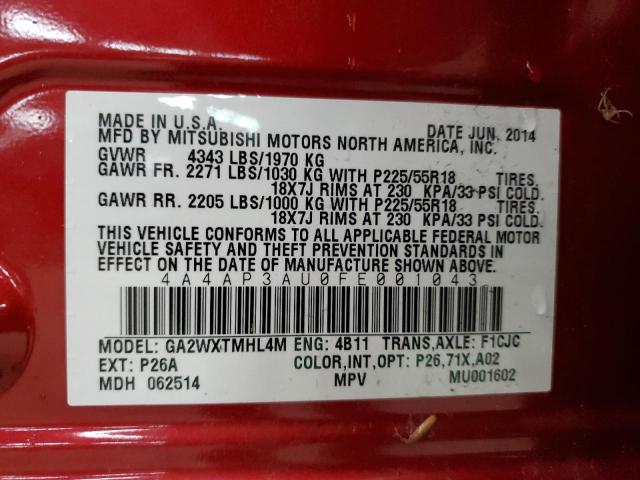 MADE IN U.S.A. DATE JUN. 2014
MFD BY MITSUBISHI MOTORS NORTH AMERICA, INC.
GVWR 4343 LBS/1970 KG
GAWR FR. 2271 LBS/1030 KG WITH P225/55R18 TIRES,
18X7J RIMS AT 230 KPA/33 PSI COLD.
GAWR RR. 2205 LBS/1000 KG WITH P225/55R18 TIRES,
18X7J RIMS AT 230 KPA/33 PSI COLD.
THIS VEHICLE CONFORMS TO ALL APPLICABLE FEDERAL MOTOR
VEHICLE SAFETY AND THEFT PREVENTION STANDARDS IN
EFFECT ON THE DATE OF MANUFACTURE SHOWN ABOVE.
4A4AP3AU0FE001043
MODEL: GA2WXTMHL4M ENG: 4B11 TRANS,AXLE: F1CJC
EXT: P26A COLOR,INT,OPT: P26,71X,A02
MDH 062514 MPV MU001602